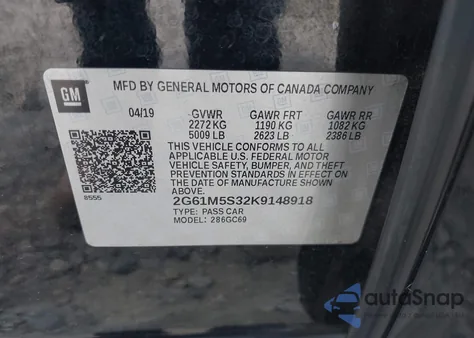 GM
MFD BY GENERAL MOTORS OF CANADA COMPANY
04/19 GVWR GAWR FRT GAWR RR
2272 KG 1190 KG 1082 KG
5009 LB 2623 LB 2386 LB
THIS VEHICLE CONFORMS TO ALL
APPLICABLE U.S. FEDERAL MOTOR
VEHICLE SAFETY, BUMPER, AND THEFT
PREVENTION STANDARDS IN EFFECT ON
THE DATE OF MANUFACTURE SHOWN
ABOVE.
8555
2G61M5S32K9148918
TYPE: PASS CAR
MODEL: 286GC69
autoSnap